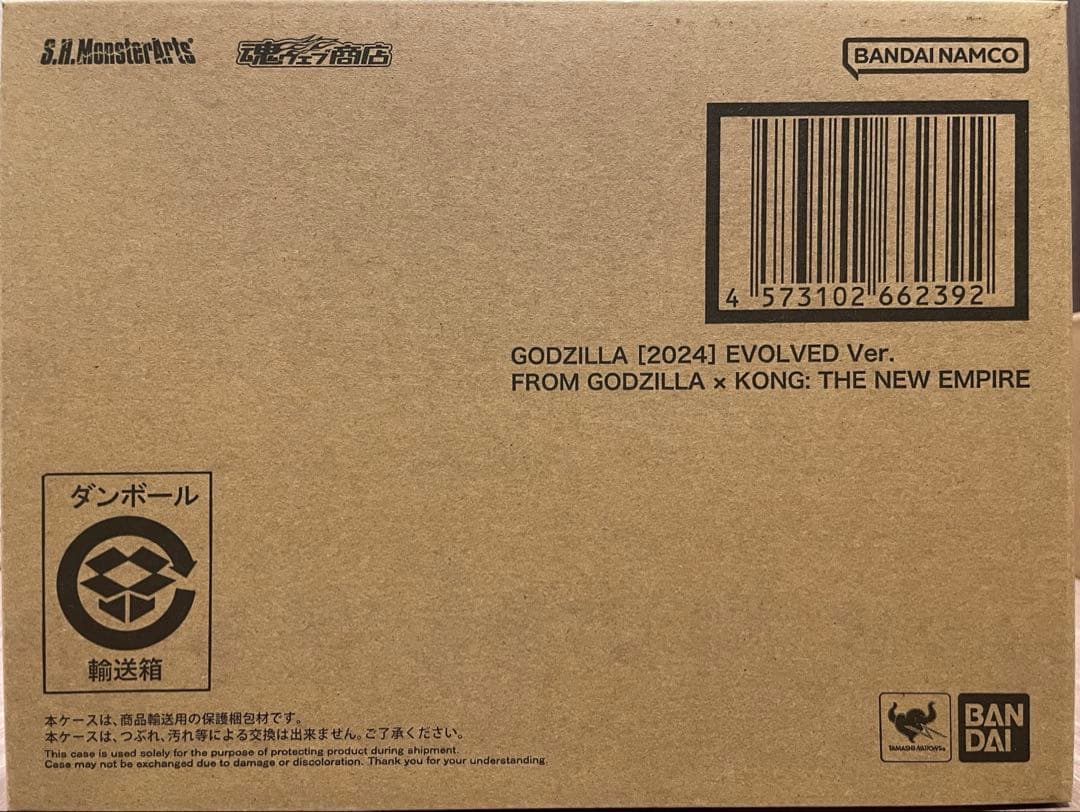 S.H.MonsterArts
魂ウェブ商店
BANDAI NAMCO
4 573102 662392
GODZILLA [2024] EVOLVED Ver.
FROM GODZILLA × KONG: THE NEW EMPIRE
ダンボール
輸送箱
本ケースは、商品輸送用の保護梱包材です。
本ケースは、つぶれ、汚れ等による交換は出来ません。ご了承ください。
This case is used solely for the purpose of protecting product during shipment.
Case may not be exchanged due to damage or discoloration. Thank you for your understanding.
TAMASHII NATIONS
BAN
DAI